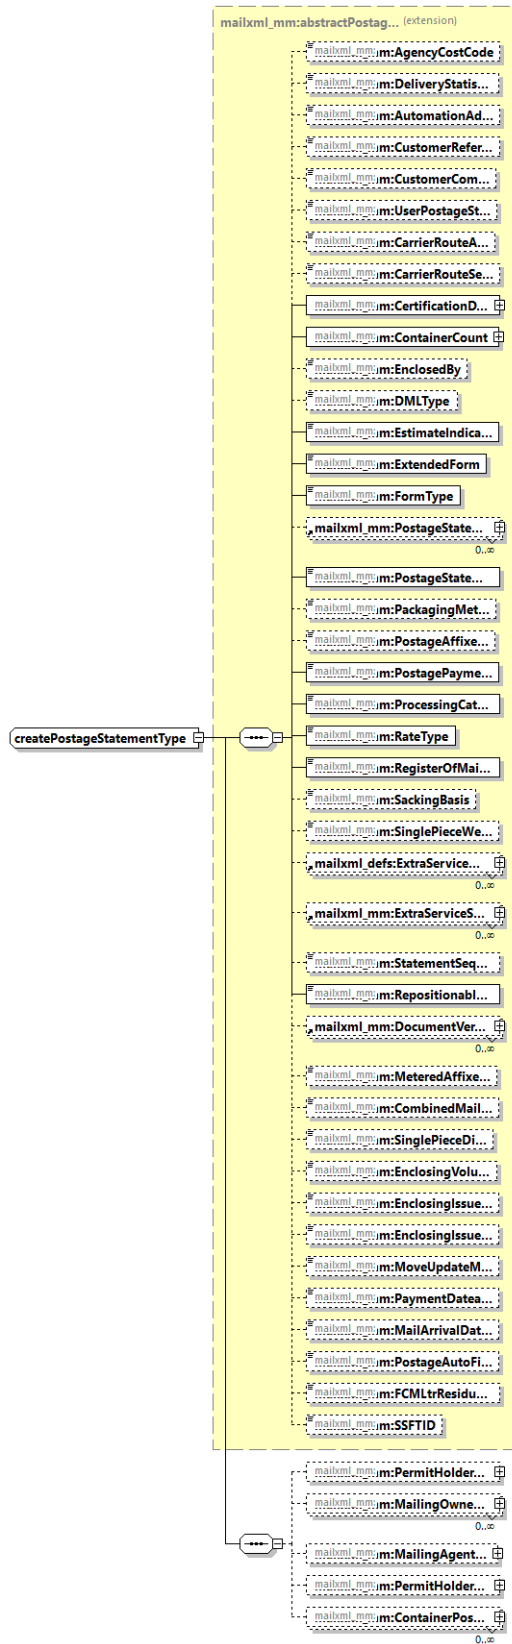 mailxml_mm:abstractPostag... (extension)
mailxml_mm:AgencyCostCode
mailxml_mm:DeliveryStatis...
mailxml_mm:AutomationAd...
mailxml_mm:CustomerRefer...
mailxml_mm:CustomerCom...
mailxml_mm:UserPostageSt...
mailxml_mm:CarrierRouteA...
mailxml_mm:CarrierRouteSe...
mailxml_mm:CertificationD...
mailxml_mm:ContainerCount
mailxml_mm:EnclosedBy
mailxml_mm:DMLType
mailxml_mm:EstimateIndica...
mailxml_mm:ExtendedForm
mailxml_mm:FormType
mailxml_mm:PostageState...
0..∞
mailxml_mm:PostageState...
mailxml_mm:PackagingMet...
mailxml_mm:PostageAffixe...
mailxml_mm:PostagePayme...
mailxml_mm:ProcessingCat...
createPostageStatementType
mailxml_mm:RateType
mailxml_mm:RegisterOfMai...
mailxml_mm:SackingBasis
mailxml_mm:SinglePieceWe...
mailxml_defs:ExtraService...
0..∞
mailxml_mm:ExtraServiceS...
0..∞
mailxml_mm:StatementSeq...
mailxml_mm:Repositionabl...
mailxml_mm:DocumentVer...
0..∞
mailxml_mm:MeteredAffixe...
mailxml_mm:CombinedMail...
mailxml_mm:SinglePieceDi...
mailxml_mm:EnclosingVolu...
mailxml_mm:EnclosingIssue...
mailxml_mm:EnclosingIssue...
mailxml_mm:MoveUpdateM...
mailxml_mm:PaymentDatea...
mailxml_mm:MailArrivalDat...
mailxml_mm:PostageAutoFi...
mailxml_mm:FCMLtrResidu...
mailxml_mm:SSFTID
mailxml_mm:PermitHolder...
mailxml_mm:MailingOwne...
0..∞
mailxml_mm:MailingAgent...
mailxml_mm:PermitHolder...
mailxml_mm:ContainerPos...
0..∞